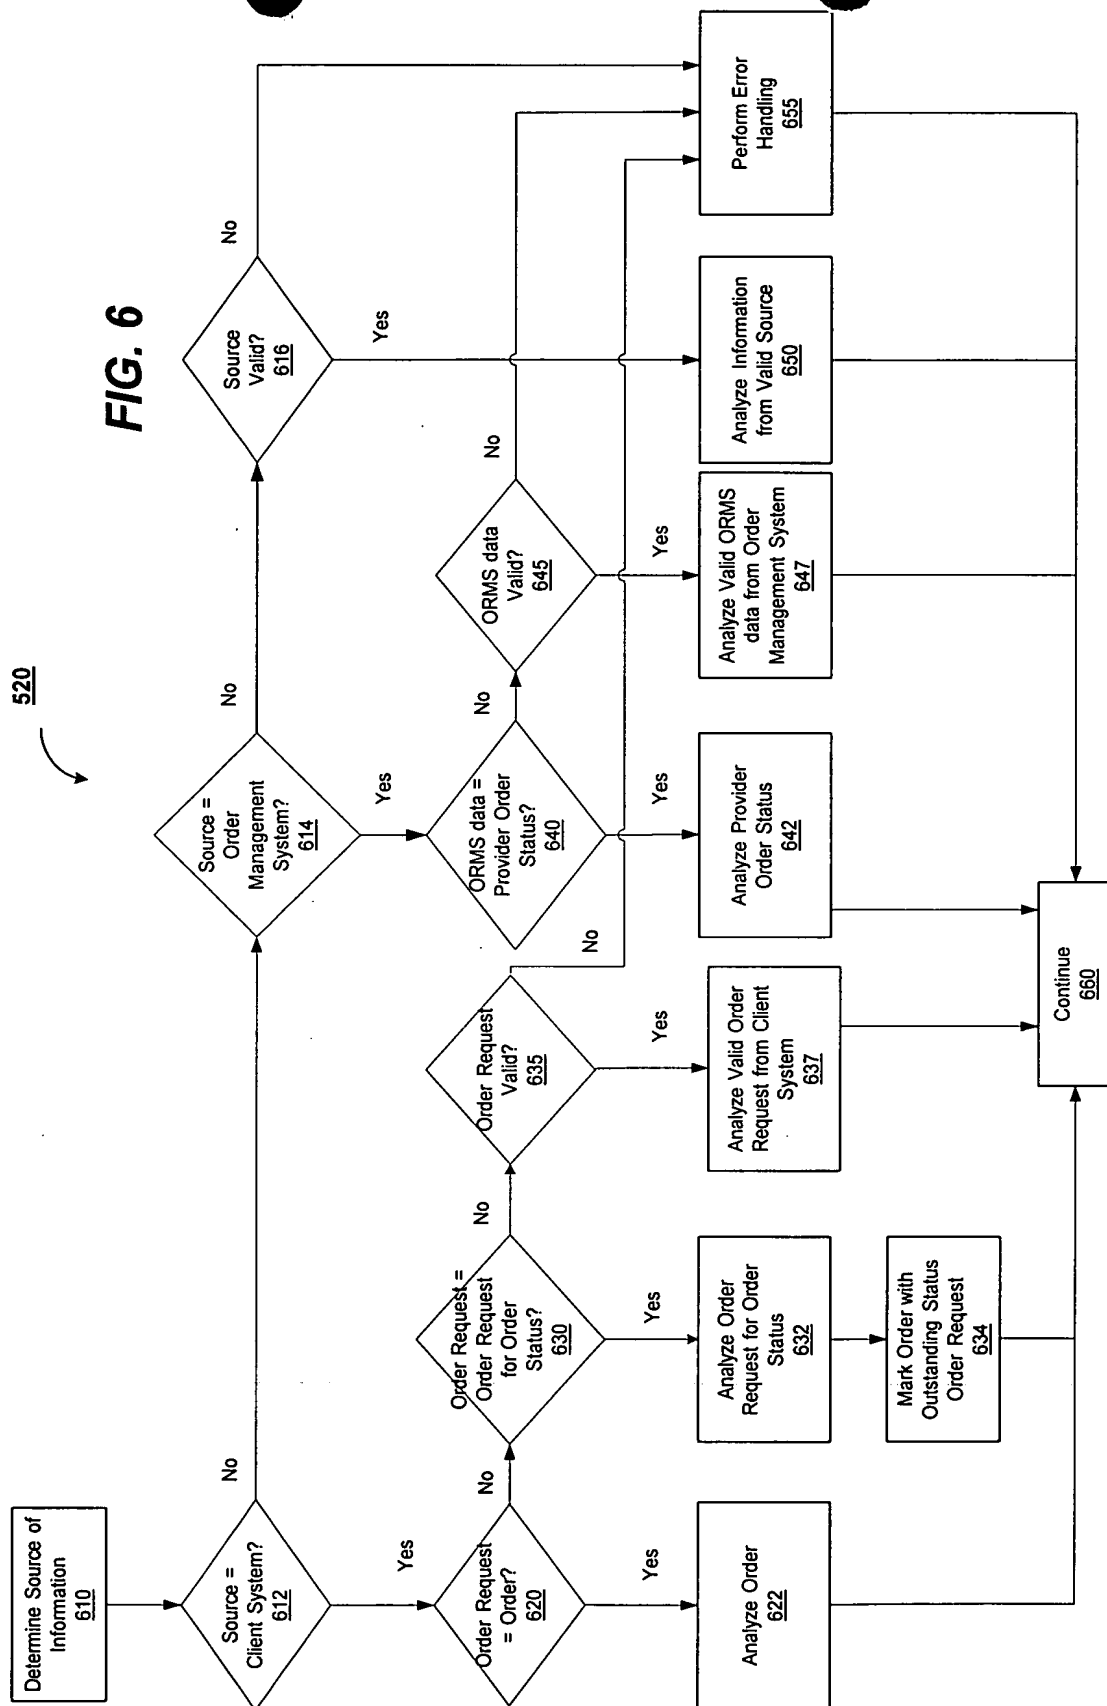 FIG. 6
520
Determine Source of
Information
610
Source =
Client System?
612
No
Source =
Order
Management
System?
614
No
Source
Valid?
616
No
Yes
Yes
Yes
Order Request
= Order?
620
No
Order Request =
Order Request
for Order
Status?
630
No
Order Request
Valid?
635
No
ORMS data =
Provider Order
Status?
640
No
ORMS data
Valid?
645
No
Yes
Yes
Yes
Yes
Yes
Analyze Order
622
Analyze Order
Request for Order
Status
632
Analyze Valid Order
Request from Client
System
637
Analyze Provider
Order Status
642
Analyze Valid ORMS
data from Order
Management System
647
Analyze Information
from Valid Source
650
Perform Error
Handling
655
Mark Order with
Outstanding Status
Order Request
634
Continue
660